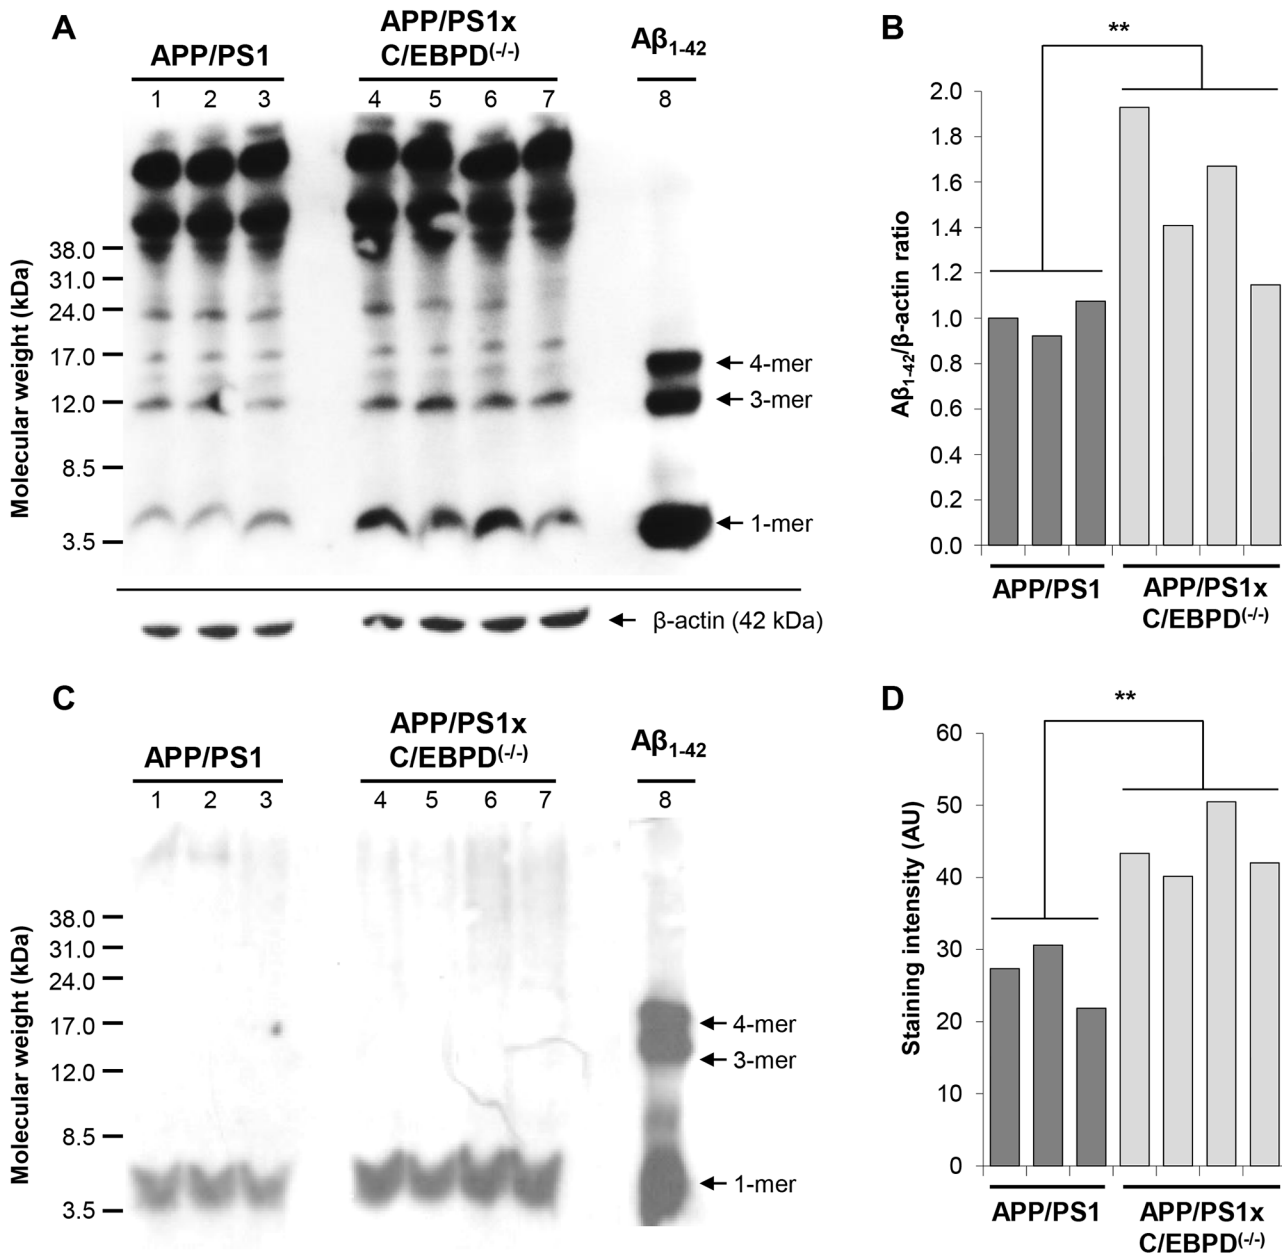 A
APP/PS1
APP/PS1x
C/EBPD(-/-)
Aβ1-42
1 2 3 4 5 6 7 8
Molecular weight (kDa)
38.0
31.0
24.0
17.0
12.0
8.5
3.5
4-mer
3-mer
1-mer
β-actin (42 kDa)
B
**
Aβ1-42/β-actin ratio
2.0
1.8
1.6
1.4
1.2
1.0
0.8
0.6
0.4
0.2
0.0
APP/PS1
APP/PS1x
C/EBPD(-/-)
C
APP/PS1
APP/PS1x
C/EBPD(-/-)
Aβ1-42
1 2 3 4 5 6 7 8
Molecular weight (kDa)
38.0
31.0
24.0
17.0
12.0
8.5
3.5
4-mer
3-mer
1-mer
D
**
Staining intensity (AU)
60
50
40
30
20
10
0
APP/PS1
APP/PS1x
C/EBPD(-/-)